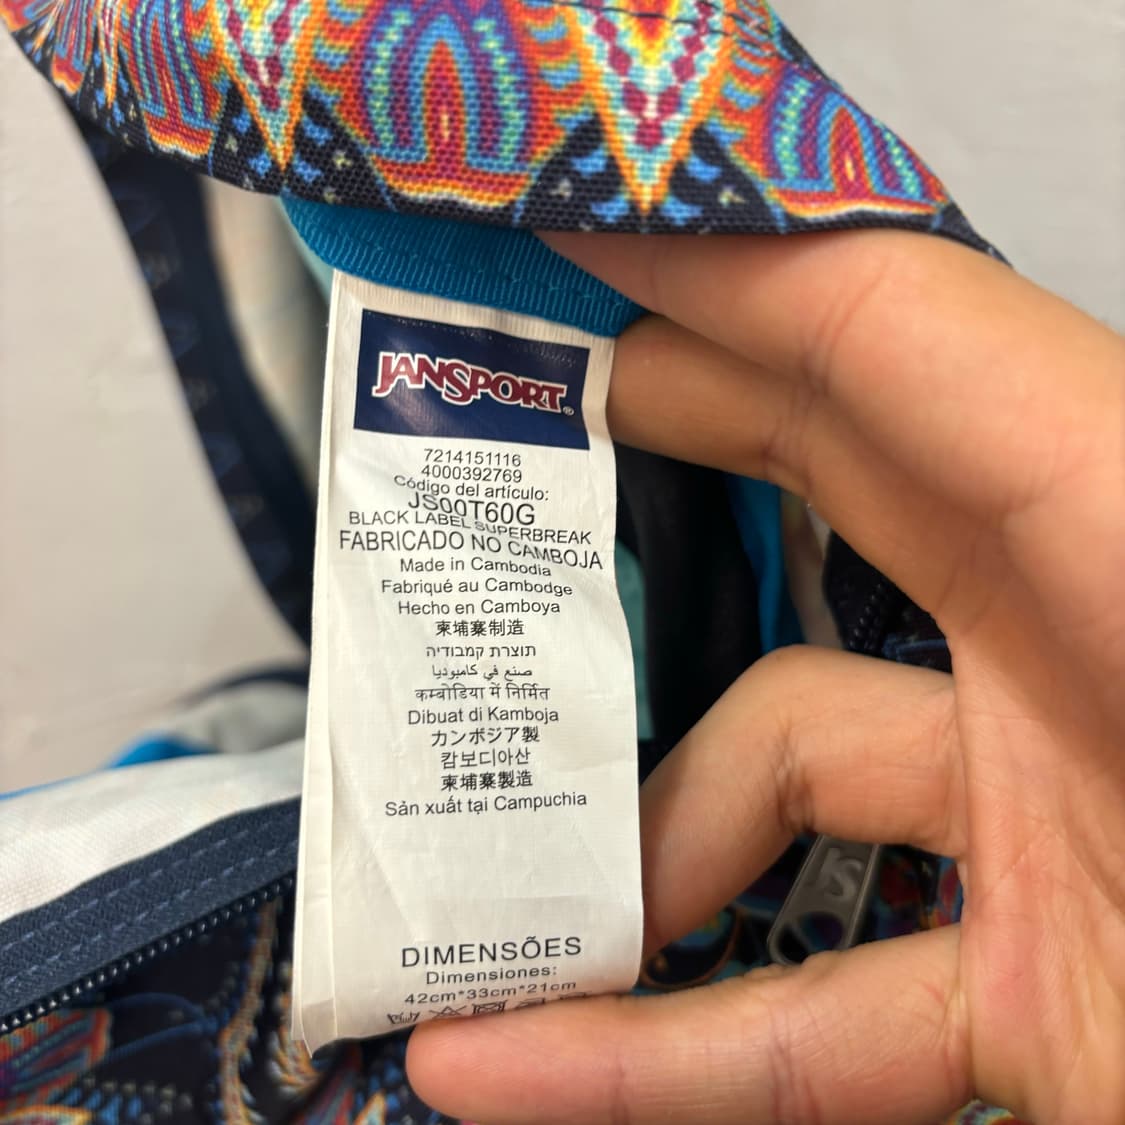 JANSPORT®
7214151116
4000392769
Código del artículo:
JS00T60G
BLACK LABEL SUPERBREAK
FABRICADO NO CAMBOJA
Made in Cambodia
Fabriqué au Cambodge
Hecho en Camboya
柬埔寨制造
תוצרת קמבודיה
صنع في كامبوديا
कम्बोडिया में निर्मित
Dibuat di Kamboja
カンボジア製
캄보디아산
柬埔寨製造
Sản xuất tại Campuchia
DIMENSÕES
Dimensiones:
42cm*33cm*21cm
JS